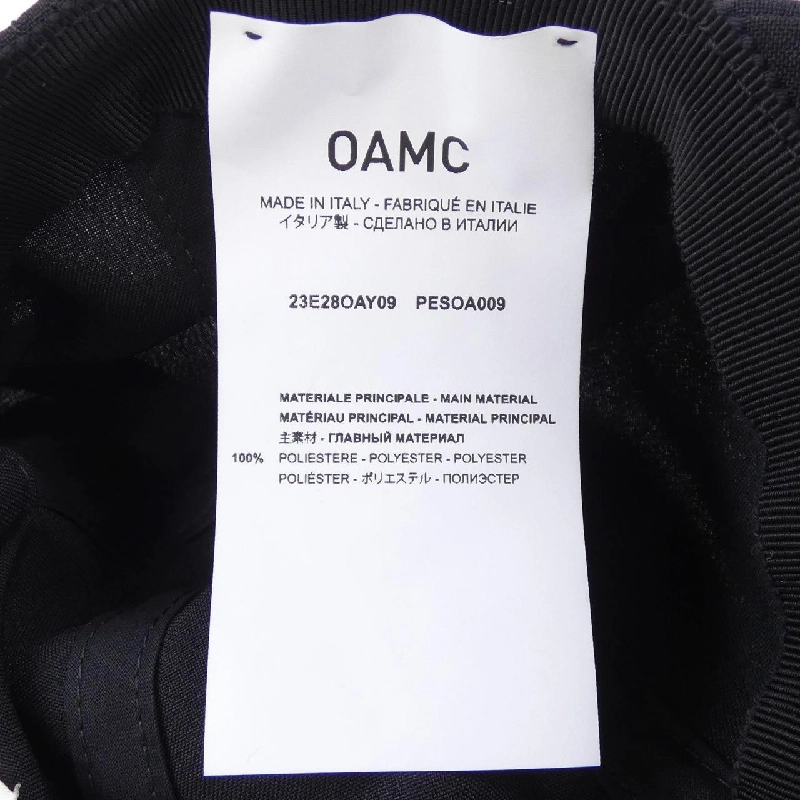 OAMC
MADE IN ITALY - FABRIQUÉ EN ITALIE
イタリア製 - СДЕЛАНО В ИТАЛИИ
23E28OAY09 PESOA009
MATERIALE PRINCIPALE - MAIN MATERIAL
MATÉRIAU PRINCIPAL - MATERIAL PRINCIPAL
主素材 - ГЛАВНЫЙ МАТЕРИАЛ
100% POLIESTERE - POLYESTER - POLYESTER
POLIÉSTER - ポリエステル - ПОЛИЭСТЕР